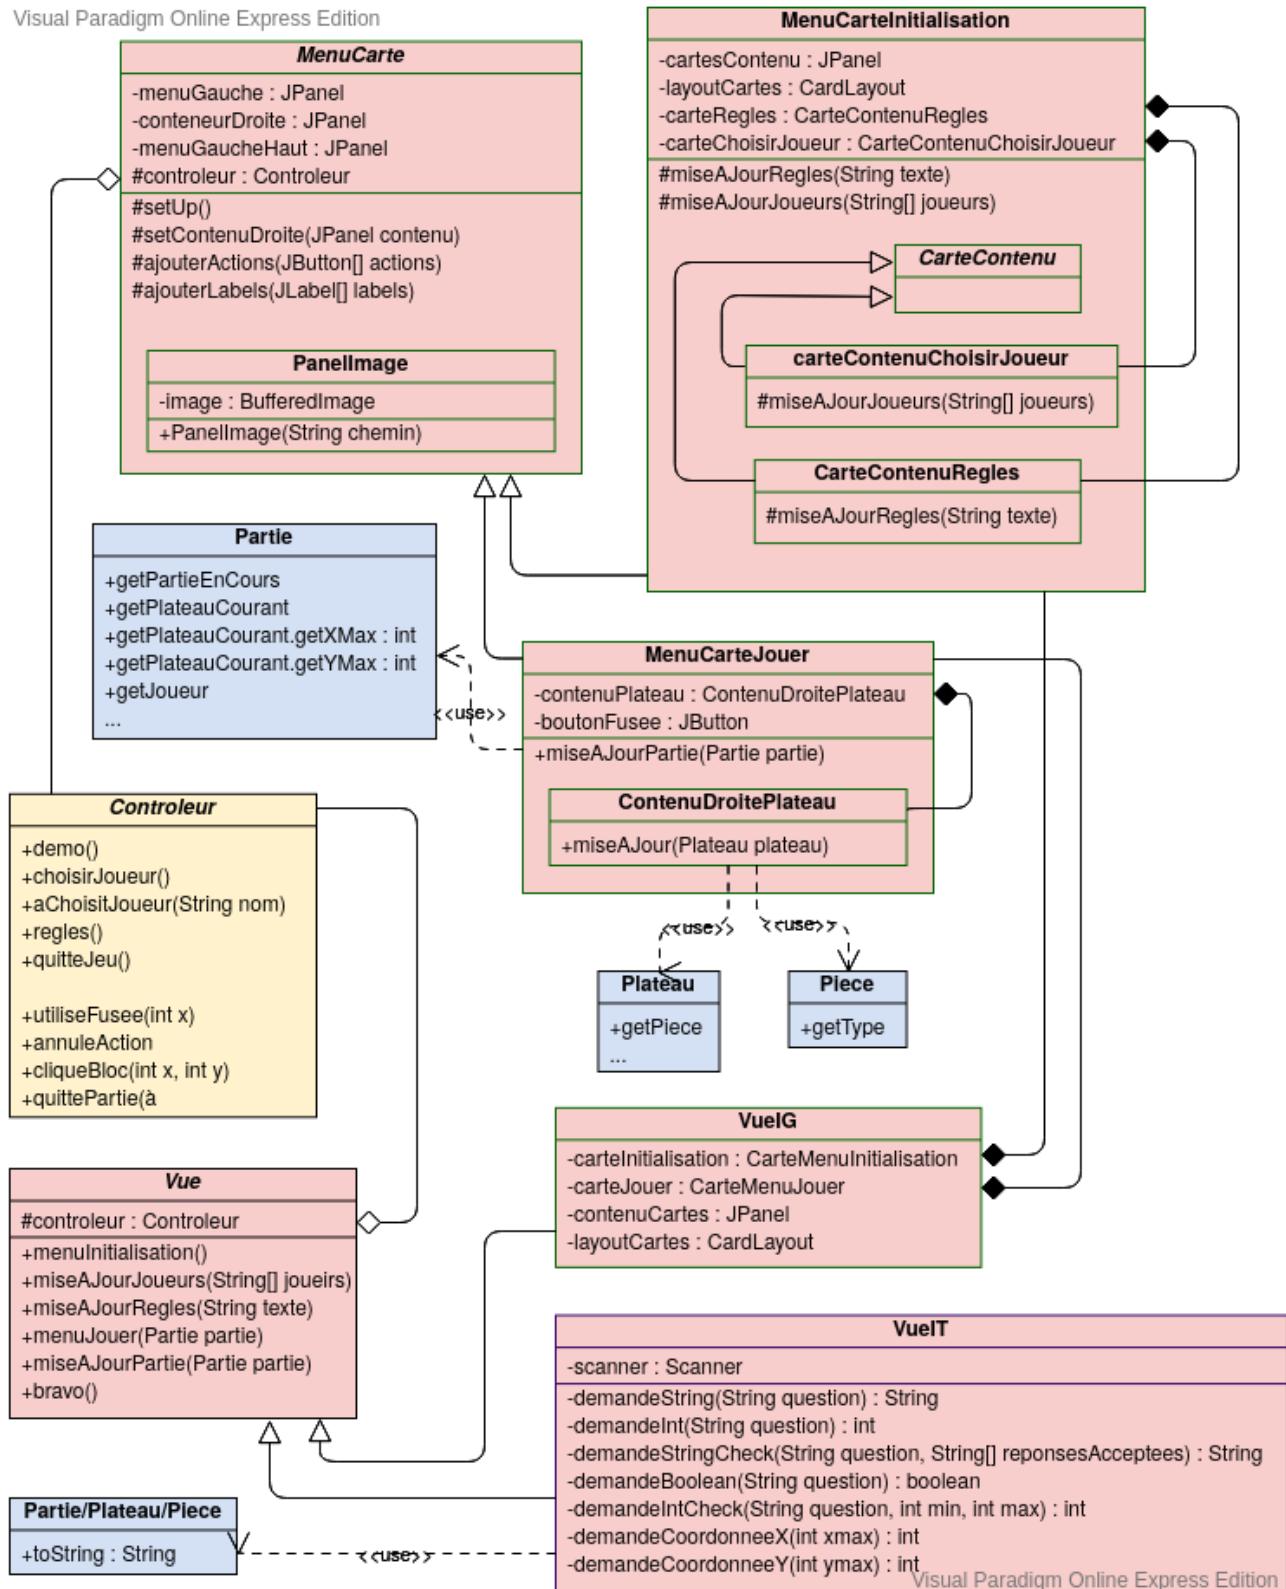 Visual Paradigm Online Express Edition
MenuCarte
-menuGauche : JPanel
-conteneurDroite : JPanel
-menuGaucheHaut : JPanel
#controleur : Controleur
#setUp()
#setContenuDroite(JPanel contenu)
#ajouterActions(JButton[] actions)
#ajouterLabels(JLabel[] labels)
PanelImage
-image : BufferedImage
+PanelImage(String chemin)
MenuCarteInitialisation
-cartesContenu : JPanel
-layoutCartes : CardLayout
-carteRegles : CarteContenuRegles
-carteChoisirJoueur : CarteContenuChoisirJoueur
#miseAJourRegles(String texte)
#miseAJourJoueurs(String[] joueurs)
CarteContenu
carteContenuChoisirJoueur
#miseAJourJoueurs(String[] joueurs)
CarteContenuRegles
#miseAJourRegles(String texte)
Partie
+getPartieEnCours
+getPlateauCourant
+getPlateauCourant.getXMax : int
+getPlateauCourant.getYMax : int
+getJoueur
...
<<use>>
MenuCarteJouer
-contenuPlateau : ContenuDroitePlateau
-boutonFusee : JButton
+miseAJourPartie(Partie partie)
ContenuDroitePlateau
+miseAJour(Plateau plateau)
<<use>>
<<use>>
Plateau
+getPiece
...
Piece
+getType
Controleur
+demo()
+choisirJoueur()
+aChoisitJoueur(String nom)
+regles()
+quitteJeu()
+utiliseFusee(int x)
+annuleAction
+cliqueBloc(int x, int y)
+quittePartie(à
VueIG
-carteInitialisation : CarteMenuInitialisation
-carteJouer : CarteMenuJouer
-contenuCartes : JPanel
-layoutCartes : CardLayout
Vue
#controleur : Controleur
+menuInitialisation()
+miseAJourJoueurs(String[] joueirs)
+miseAJourRegles(String texte)
+menuJouer(Partie partie)
+miseAJourPartie(Partie partie)
+bravo()
VueIT
-scanner : Scanner
-demandeString(String question) : String
-demandeInt(String question) : int
-demandeStringCheck(String question, String[] reponsesAcceptees) : String
-demandeBoolean(String question) : boolean
-demandeIntCheck(String question, int min, int max) : int
-demandeCoordonneeX(int xmax) : int
-demandeCoordonneeY(int ymax) : int
Partie/Plateau/Piece
+toString : String
<<use>>
Visual Paradigm Online Express Edition